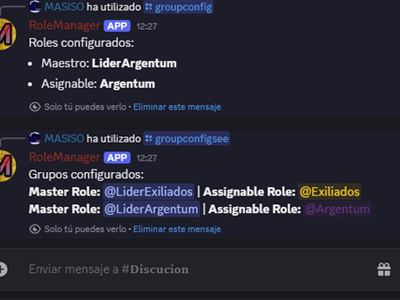 MASISO ha utilizado groupconfig
RoleManager APP 12:27
Roles configurados:
• Maestro: LiderArgentum
• Asignable: Argentum
Solo tú puedes verlo • Eliminar este mensaje
MASISO ha utilizado groupconfigsee
RoleManager APP 12:27
Grupos configurados:
Master Role: @LiderExiliados | Assignable Role: @Exiliados
Master Role: @LiderArgentum | Assignable Role: @Argentum
Solo tú puedes verlo • Eliminar este mensaje
Enviar mensaje a #Discucion